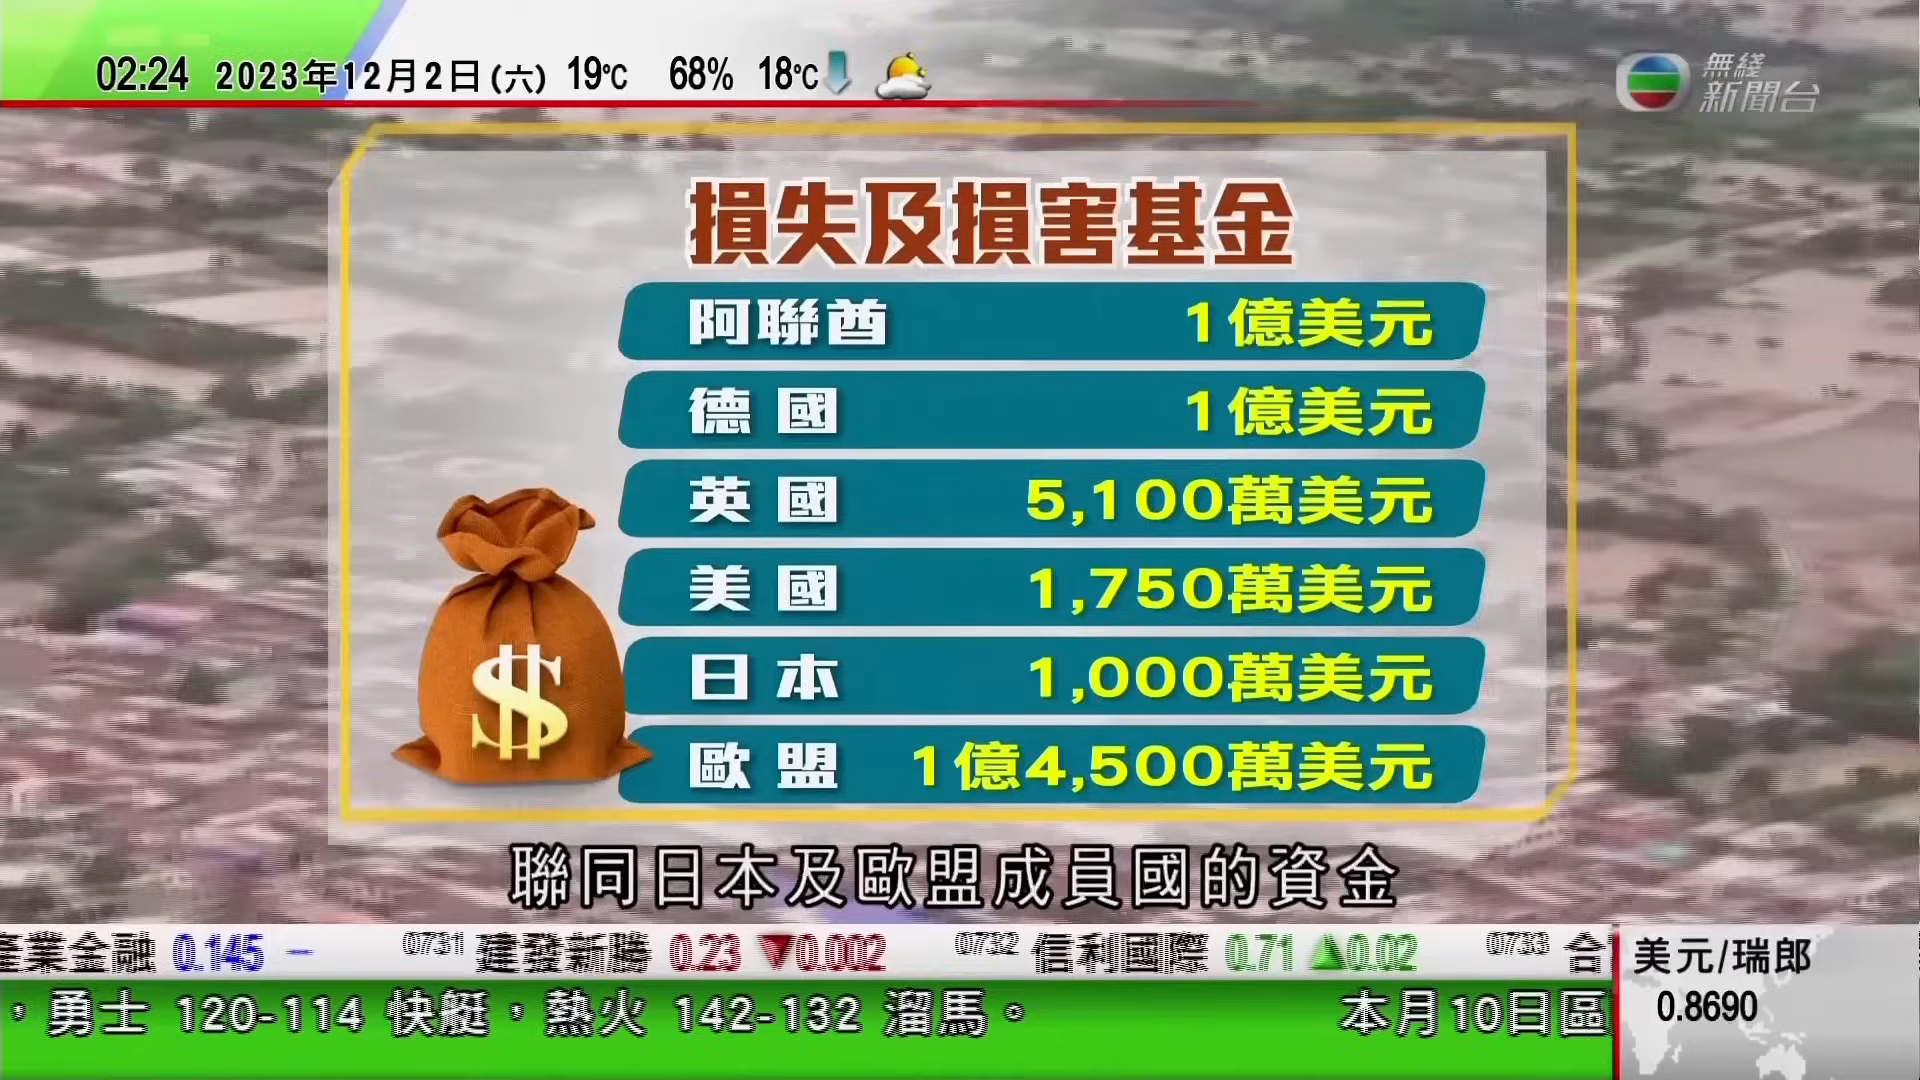 02:24 2023年12月2日(六) 19℃ 68% 18℃
無綫
新聞台
損失及損害基金
阿聯酋 1億美元
德國 1億美元
英國 5,100萬美元
美國 1,750萬美元
日本 1,000萬美元
歐盟 1億4,500萬美元
$
聯同日本及歐盟成員國的資金
產業金融 0.145 – 0731 建發新勝 0.23 ▼0.002 0732 信利國際 0.71 ▲0.02 0733 合
，勇士 120-114 快艇，熱火 142-132 溜馬。 本月10日區
美元/瑞郎
0.8690